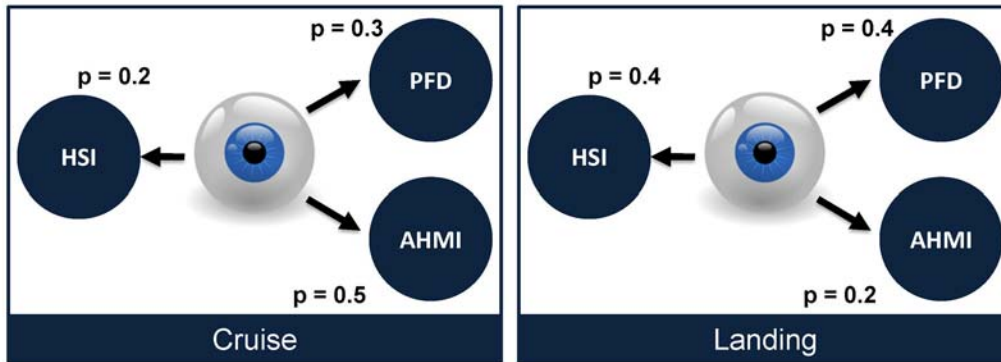 p = 0.3
PFD
p = 0.2
HSI
AHMI
p = 0.5
Cruise
p = 0.4
PFD
p = 0.4
HSI
AHMI
p = 0.2
Landing